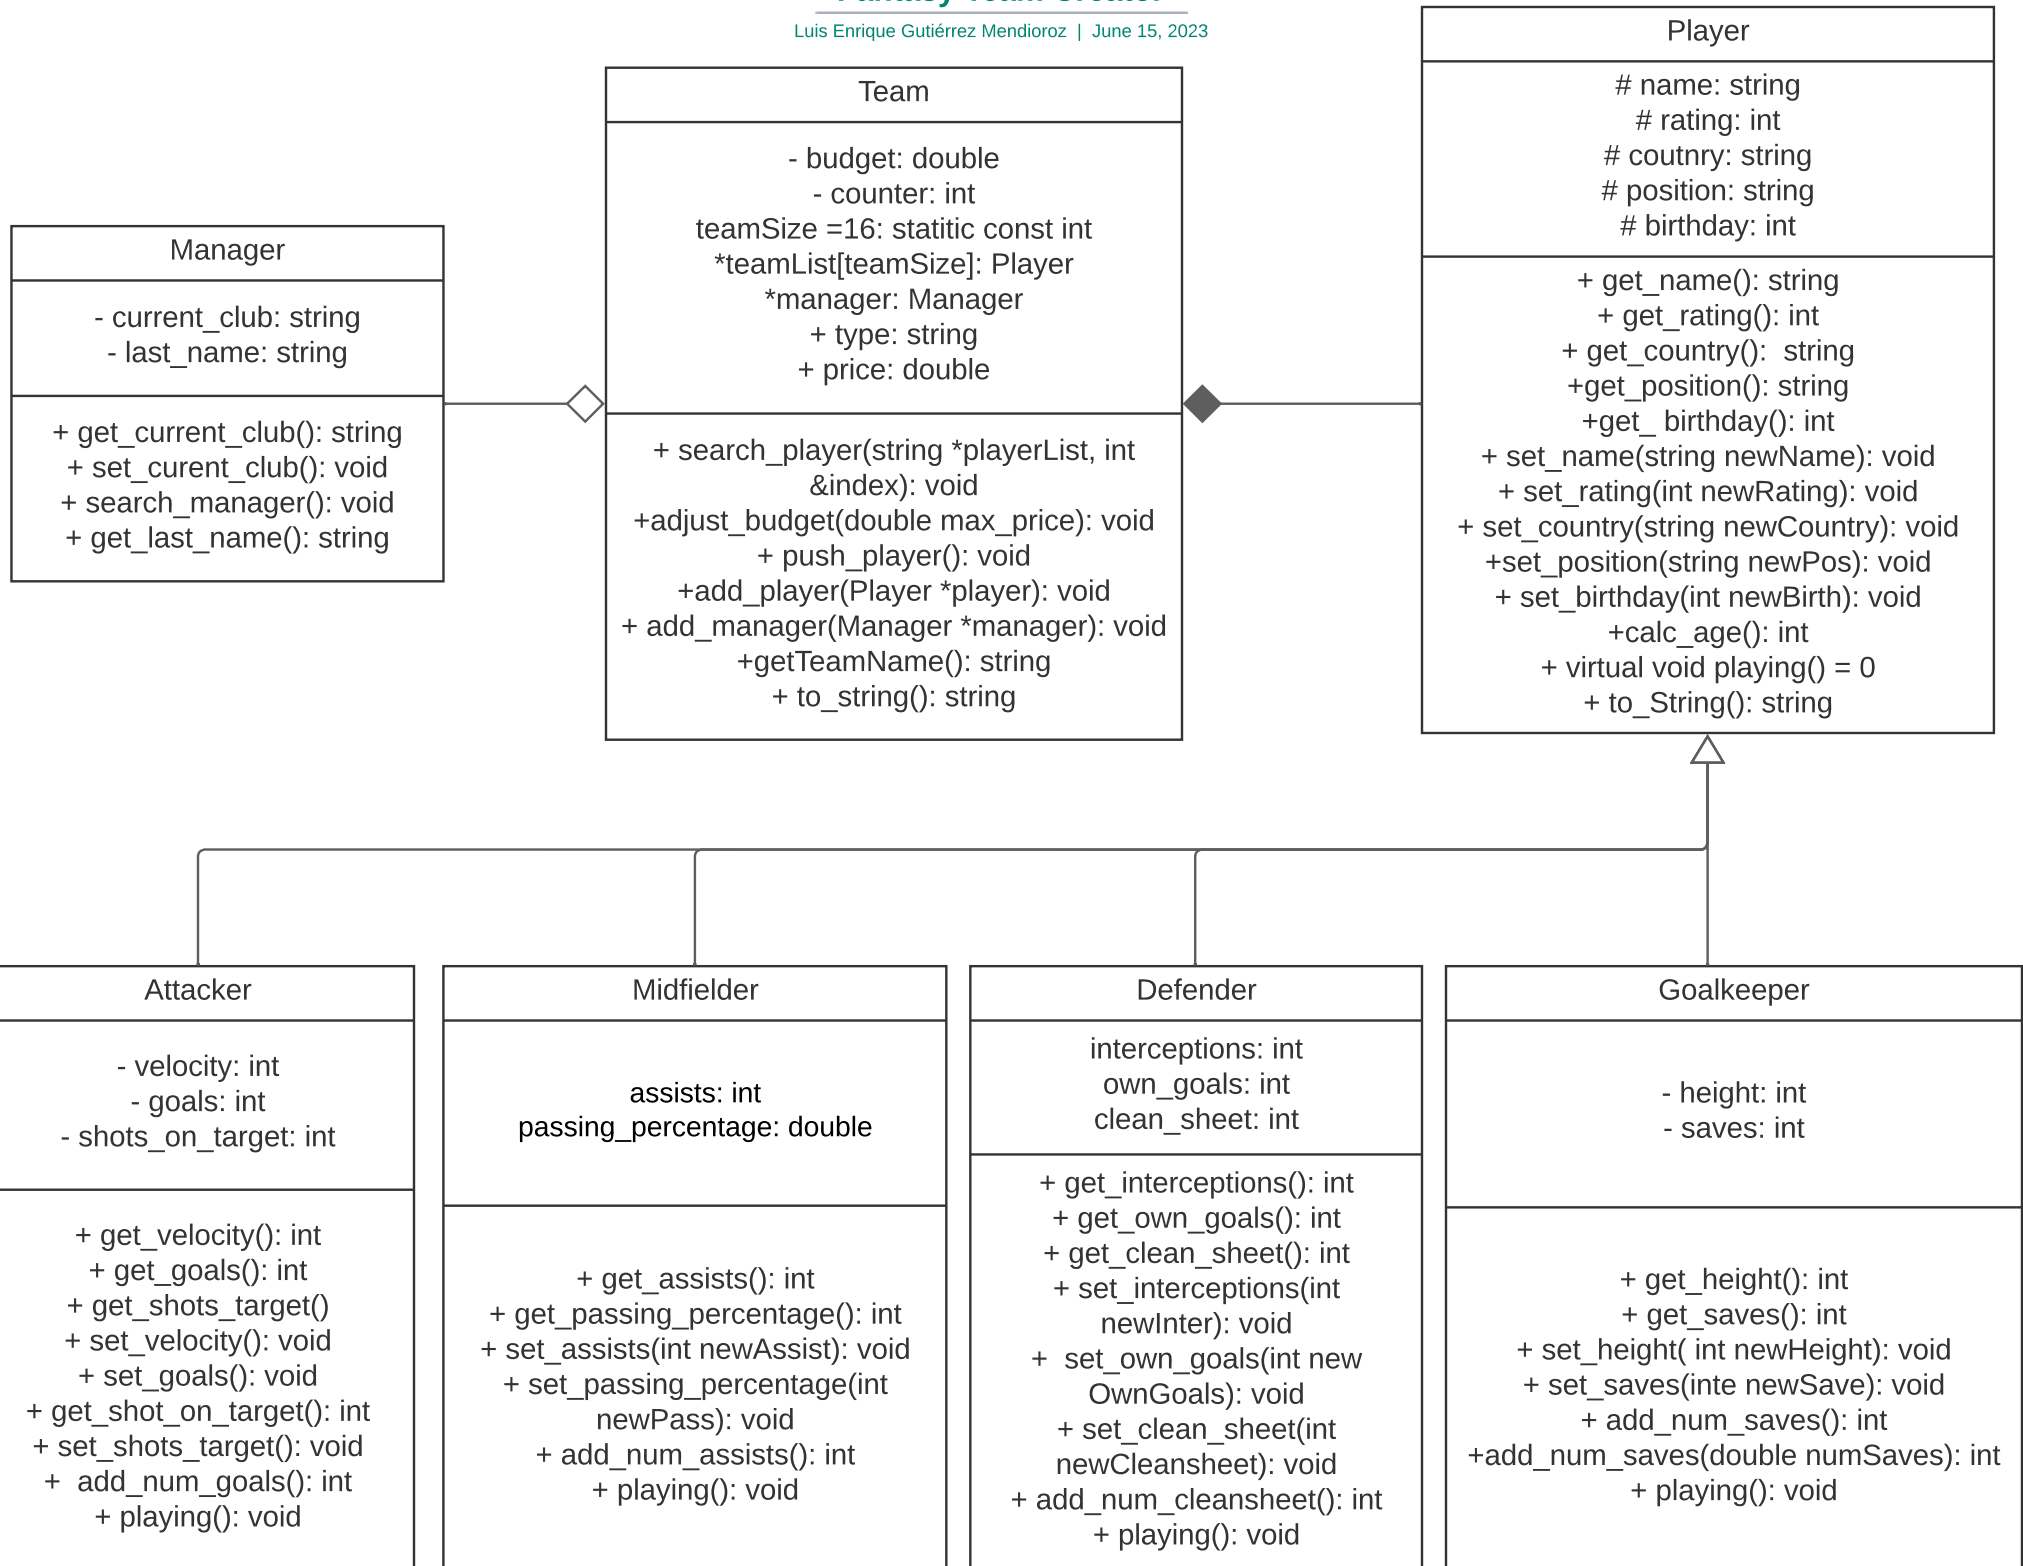 Fantasy Team Creator
Luis Enrique Gutiérrez Mendioroz | June 15, 2023
Manager
- current_club: string
- last_name: string
+ get_current_club(): string
+ set_curent_club(): void
+ search_manager(): void
+ get_last_name(): string
Team
- budget: double
- counter: int
teamSize =16: statitic const int
*teamList[teamSize]: Player
*manager: Manager
+ type: string
+ price: double
+ search_player(string *playerList, int
&index): void
+adjust_budget(double max_price): void
+ push_player(): void
+add_player(Player *player): void
+ add_manager(Manager *manager): void
+getTeamName(): string
+ to_string(): string
Player
# name: string
# rating: int
# coutnry: string
# position: string
# birthday: int
+ get_name(): string
+ get_rating(): int
+ get_country():  string
+get_position(): string
+get_ birthday(): int
+ set_name(string newName): void
+ set_rating(int newRating): void
+ set_country(string newCountry): void
+set_position(string newPos): void
+ set_birthday(int newBirth): void
+calc_age(): int
+ virtual void playing() = 0
+ to_String(): string
Attacker
- velocity: int
- goals: int
- shots_on_target: int
+ get_velocity(): int
+ get_goals(): int
+ get_shots_target()
+ set_velocity(): void
+ set_goals(): void
+ get_shot_on_target(): int
+ set_shots_target(): void
+  add_num_goals(): int
+ playing(): void
Midfielder
assists: int
passing_percentage: double
+ get_assists(): int
+ get_passing_percentage(): int
+ set_assists(int newAssist): void
+ set_passing_percentage(int
newPass): void
+ add_num_assists(): int
+ playing(): void
Defender
interceptions: int
own_goals: int
clean_sheet: int
+ get_interceptions(): int
+ get_own_goals(): int
+ get_clean_sheet(): int
+ set_interceptions(int
newInter): void
+  set_own_goals(int new
OwnGoals): void
+ set_clean_sheet(int
newCleansheet): void
+ add_num_cleansheet(): int
+ playing(): void
Goalkeeper
- height: int
- saves: int
+ get_height(): int
+ get_saves(): int
+ set_height( int newHeight): void
+ set_saves(inte newSave): void
+ add_num_saves(): int
+add_num_saves(double numSaves): int
+ playing(): void